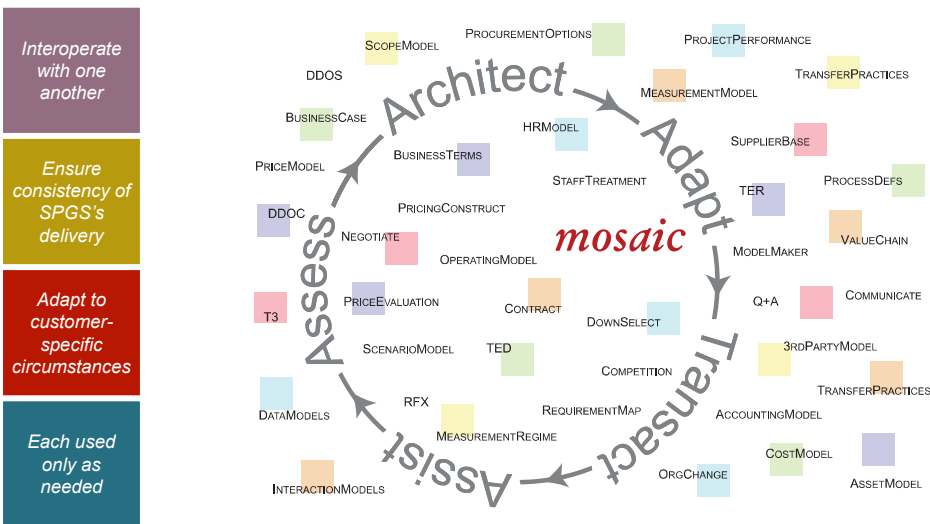 Interoperate
with one
another
Ensure
consistency of
SPGS's
delivery
Adapt to
customer-
specific
circumstances
Each used
only as
needed
PROCUREMENTOPTIONS
SCOPEMODEL
PROJECTPERFORMANCE
DDOS
TRANSFERPRACTICES
Architect
MEASUREMENTMODEL
BUSINESSCASE
HRMODEL
Adapt
SUPPLIERBASE
BUSINESSTERMS
PRICEMODEL
STAFFTREATMENT
TER
PROCESSDEFS
DDOC
PRICINGCONSTRUCT
NEGOTIATE
mosaic
VALUECHAIN
OPERATINGMODEL
MODELMAKER
Assess
PRICEEVALUATION
CONTRACT
Q+A
COMMUNICATE
T3
DOWNSELECT
SCENARIOMODEL
TED
3RDPARTYMODEL
Transact
COMPETITION
TRANSFERPRACTICES
RFX
REQUIREMENTMAP
DATAMODELS
ACCOUNTINGMODEL
MEASUREMENTREGIME
COSTMODEL
Assist
ORGCHANGE
INTERACTIONMODELS
ASSETMODEL